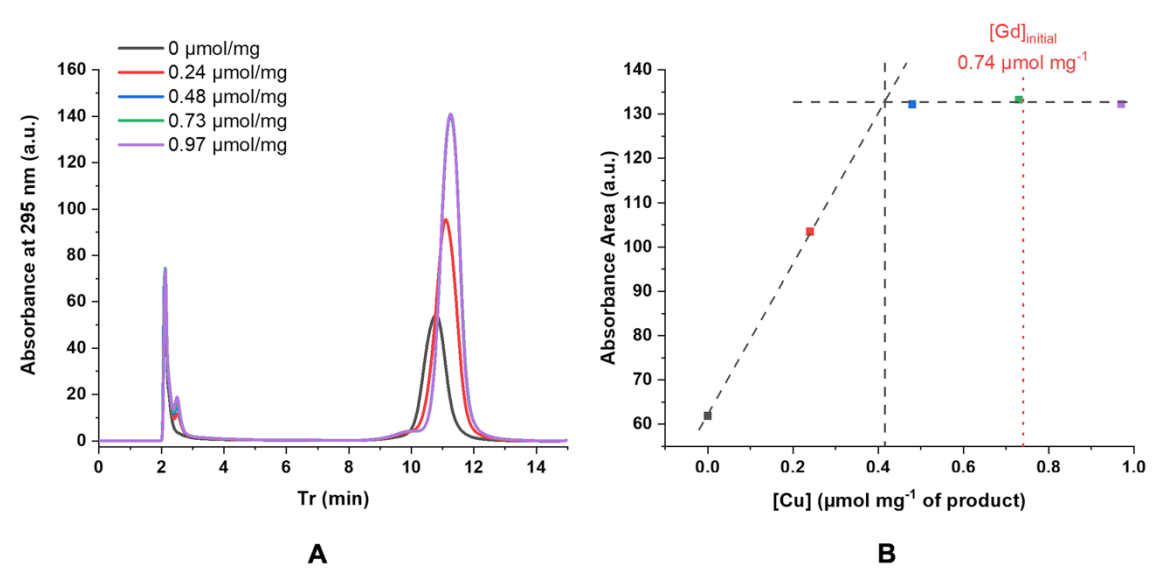 0 µmol/mg
0.24 µmol/mg
0.48 µmol/mg
0.73 µmol/mg
0.97 µmol/mg
160
140
120
100
80
60
40
20
0
Absorbance at 295 nm (a.u.)
0 2 4 6 8 10 12 14
Tr (min)
A
[Gd]initial
0.74 µmol mg-1
140
130
120
110
100
90
80
70
60
Absorbance Area (a.u.)
0.0 0.2 0.4 0.6 0.8 1.0
[Cu] (µmol mg-1 of product)
B